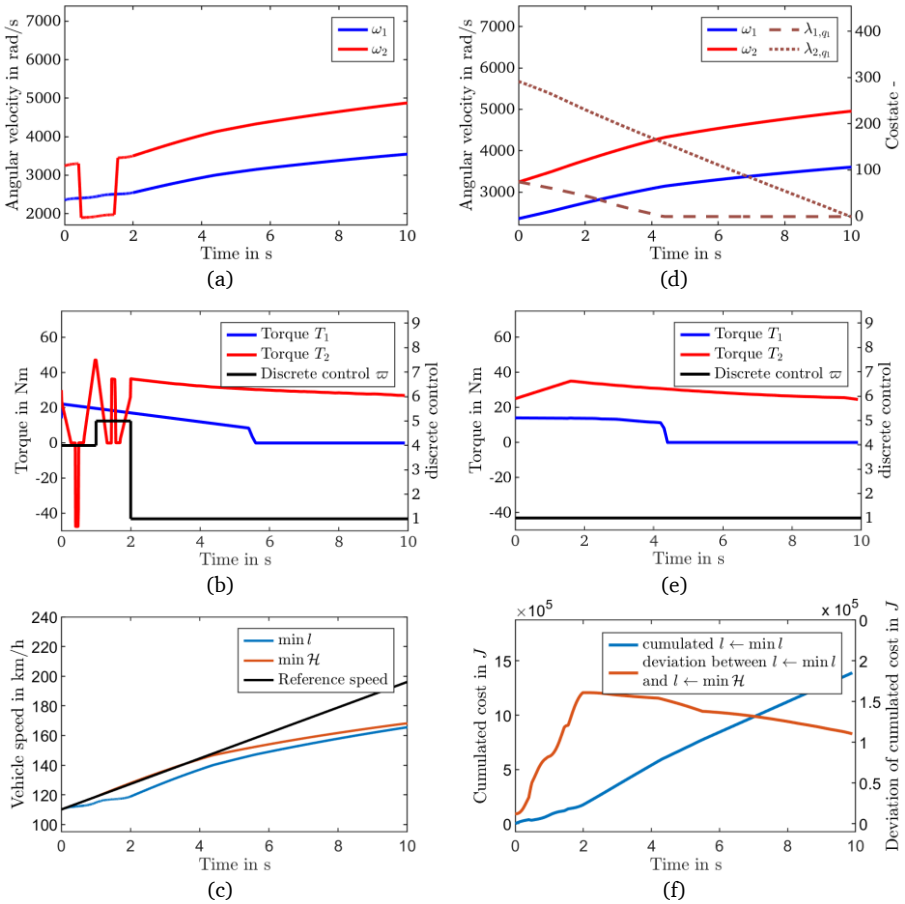 7000
6000
5000
4000
3000
2000
Angular velocity in rad/s
ω₁
ω₂
0
2
4
6
8
10
Time in s
(a)
7000
6000
5000
4000
3000
Angular velocity in rad/s
ω₁
ω₂
λ₁,q₁
λ₂,q₁
400
300
200
100
0
Costate -
0
2
4
6
8
10
Time in s
(d)
60
40
20
0
-20
-40
Torque in Nm
Torque T₁
Torque T₂
Discrete control ϖ
9
8
7
6
5
4
3
2
1
discrete control
0
2
4
6
8
10
Time in s
(b)
60
40
20
0
-20
-40
Torque in Nm
Torque T₁
Torque T₂
Discrete control ϖ
9
8
7
6
5
4
3
2
1
discrete control
0
2
4
6
8
10
Time in s
(e)
240
220
200
180
160
140
120
100
Vehicle speed in km/h
min l
min ℋ
Reference speed
0
2
4
6
8
10
Time in s
(c)
×10⁵
15
10
5
0
Cumulated cost in J
cumulated l ← min l
deviation between l ← min l
and l ← min ℋ
x 10⁵
0
2
1
0
Deviation of cumulated cost in J
0
2
4
6
8
10
Time in s
(f)